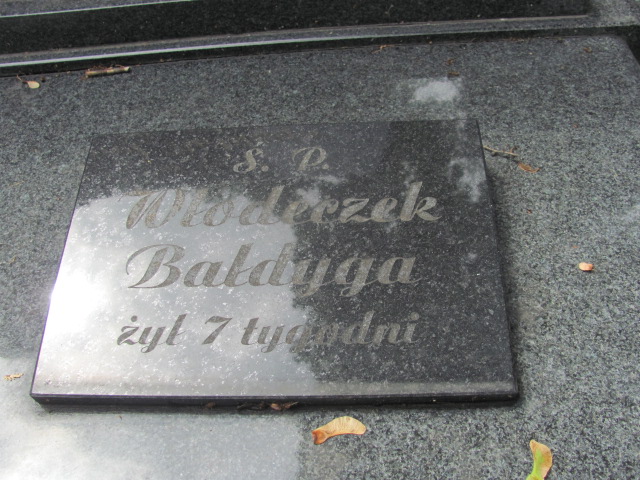 Ś. P.
Włodeczek
Bałdyga
żył 7 tygodni